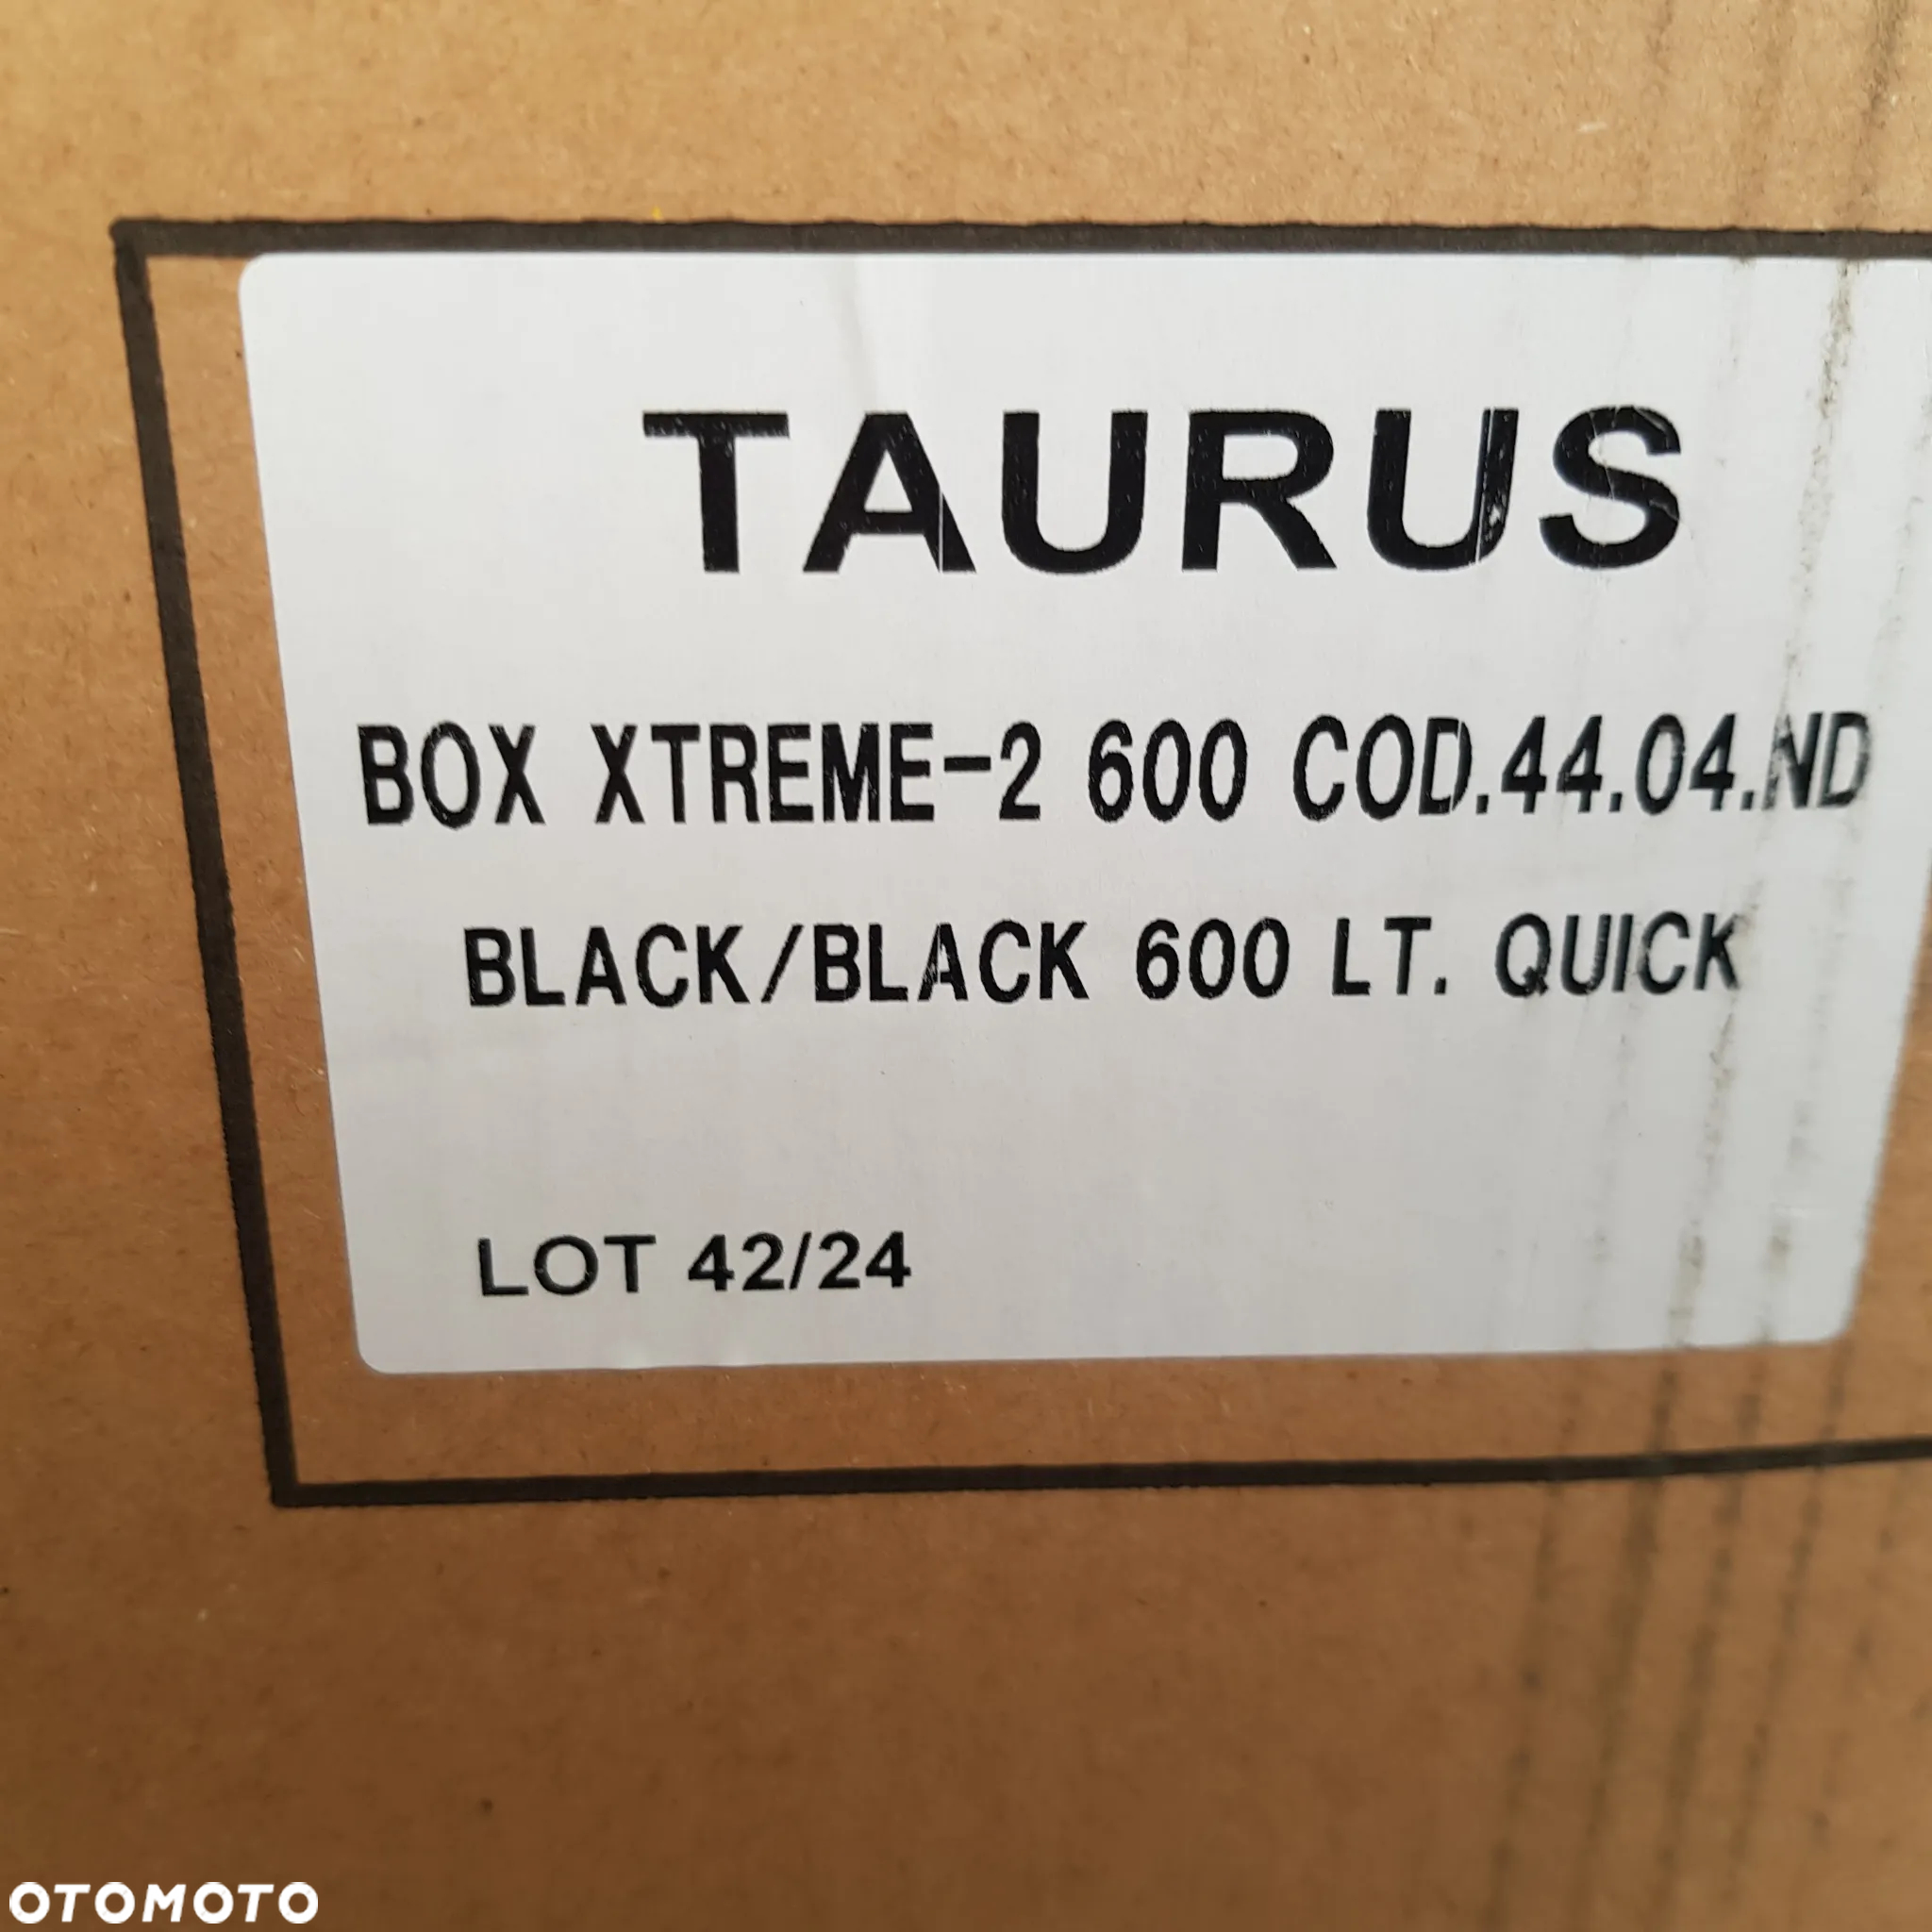 TAURUS
BOX XTREME-2 600 COD.44.04.ND
BLACK/BLACK 600 LT. QUICK
LOT 42/24
OTOMOTO